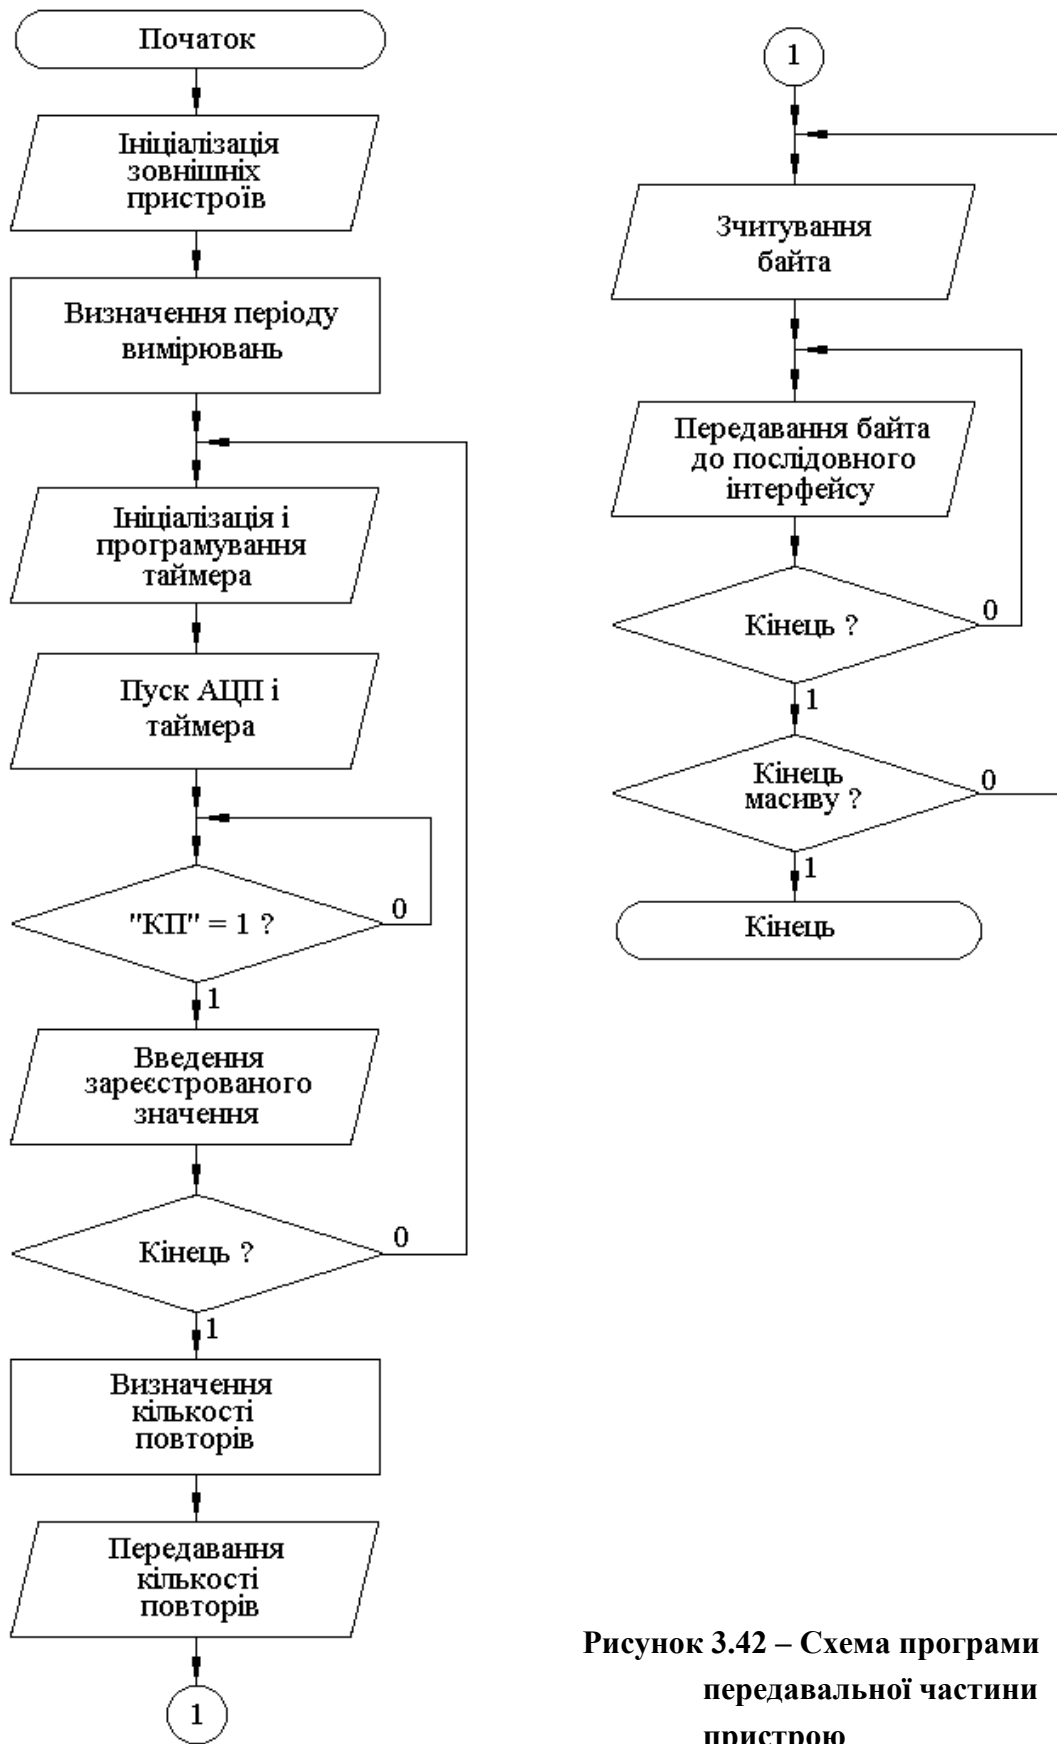 Початок
Ініціалізація
зовнішніх
пристроїв
Визначення періоду
вимірювань
Ініціалізація і
програмування
таймера
Пуск АЦП і
таймера
"КП" = 1 ?
0
1
Введення
зареєстрованого
значення
Кінець ?
0
1
Визначення
кількості
повторів
Передавання
кількості
повторів
1
1
Зчитування
байта
Передавання байта
до послідовного
інтерфейсу
Кінець ?
0
1
Кінець
масиву ?
0
1
Кінець
Рисунок 3.42 – Схема програми
передавальної частини
пристрою